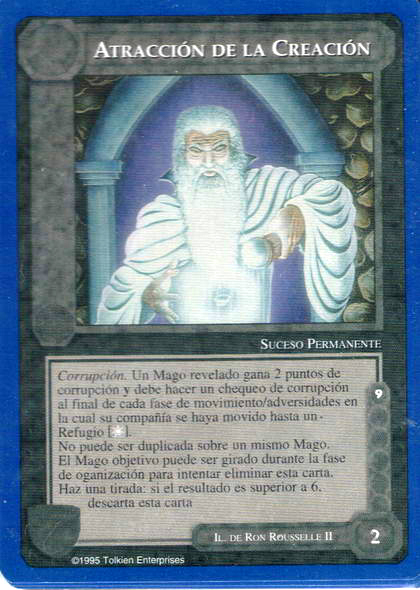 ATRACCIÓN DE LA CREACIÓN
SUCESO PERMANENTE
Corrupción. Un Mago revelado gana 2 puntos de
corrupción y debe hacer un chequeo de corrupción
al final de cada fase de movimiento/adversidades en
la cual su compañía se haya movido hasta un
Refugio [☀].
No puede ser duplicada sobre un mismo Mago.
El Mago objetivo puede ser girado durante la fase
de oganización para intentar eliminar esta carta.
Haz una tirada: si el resultado es superior a 6,
descarta esta carta
9
IL. DE RON ROUSSELLE II
2
©1995 Tolkien Enterprises